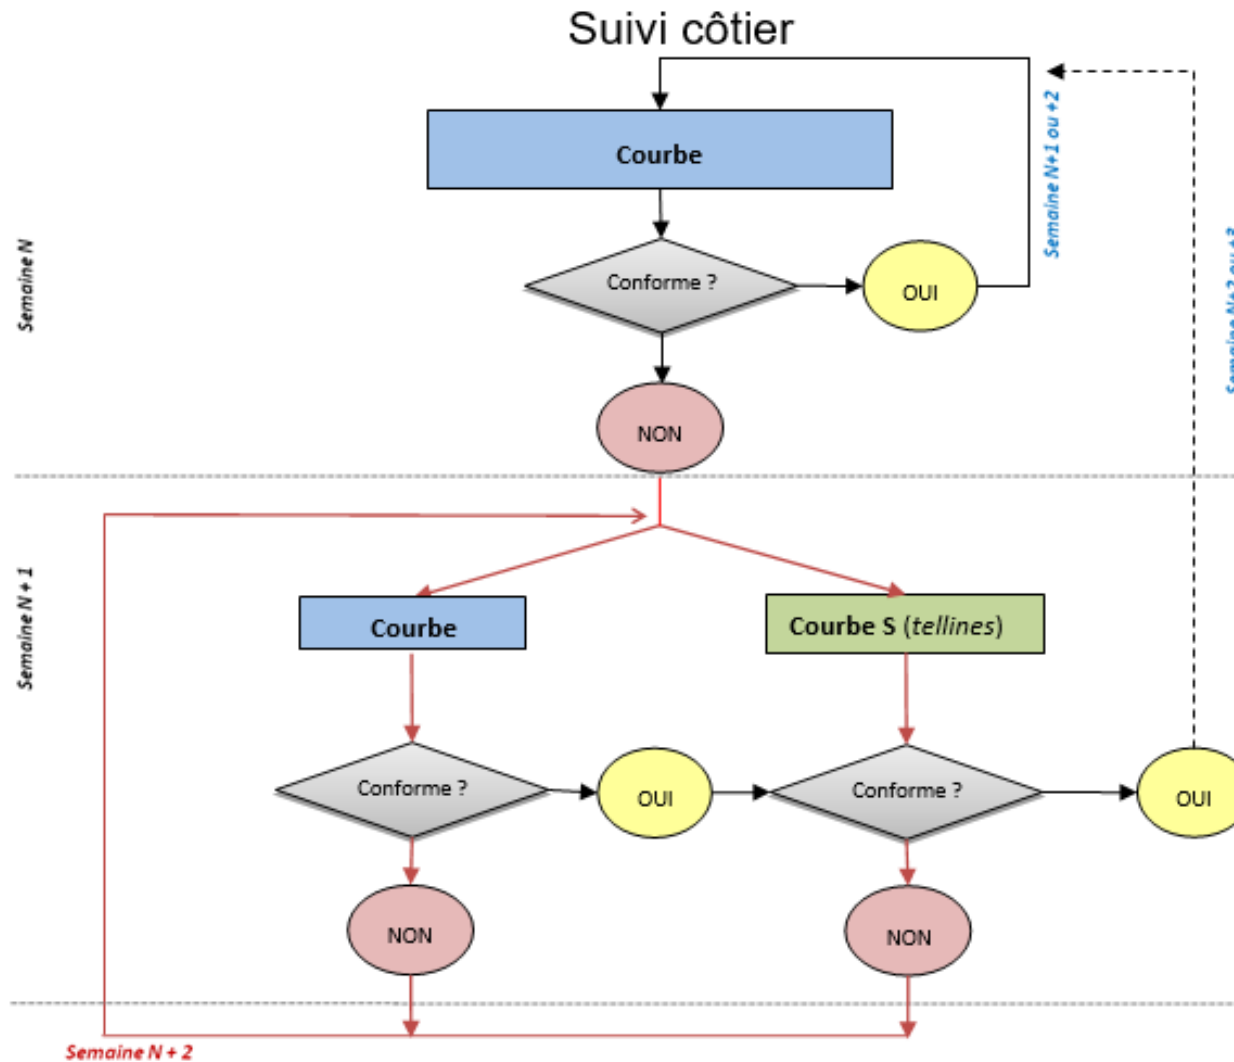 Suivi côtier
Courbe
Semaine N+1 ou +2
Semaine N
Conforme ?
OUI
NON
Semaine N + 1
Courbe
Courbe S (tellines)
Conforme ?
OUI
Conforme ?
OUI
NON
NON
Semaine N + 2